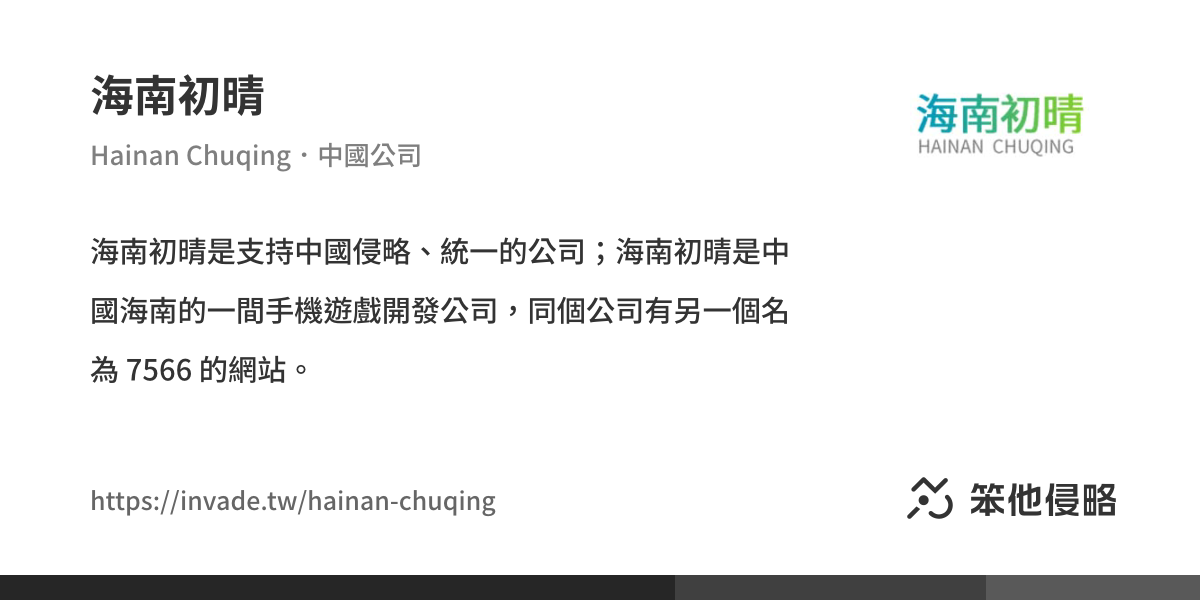 海南初晴
Hainan Chuqing・中國公司
海南初晴
HAINAN CHUQING
海南初晴是支持中國侵略、統一的公司；海南初晴是中
國海南的一間手機遊戲開發公司，同個公司有另一個名
為 7566 的網站。
https://invade.tw/hainan-chuqing
笨他侵略